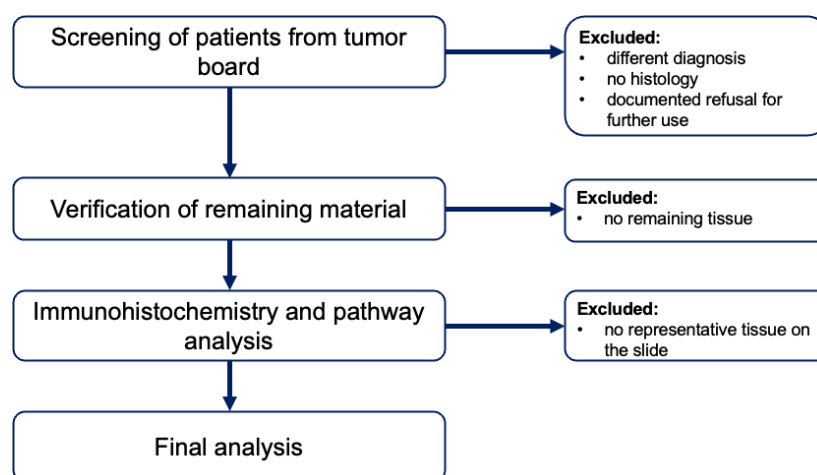 Screening of patients from tumor
board
Excluded:
• different diagnosis
• no histology
• documented refusal for
further use
Verification of remaining material
Excluded:
• no remaining tissue
Immunohistochemistry and pathway
analysis
Excluded:
• no representative tissue on
the slide
Final analysis